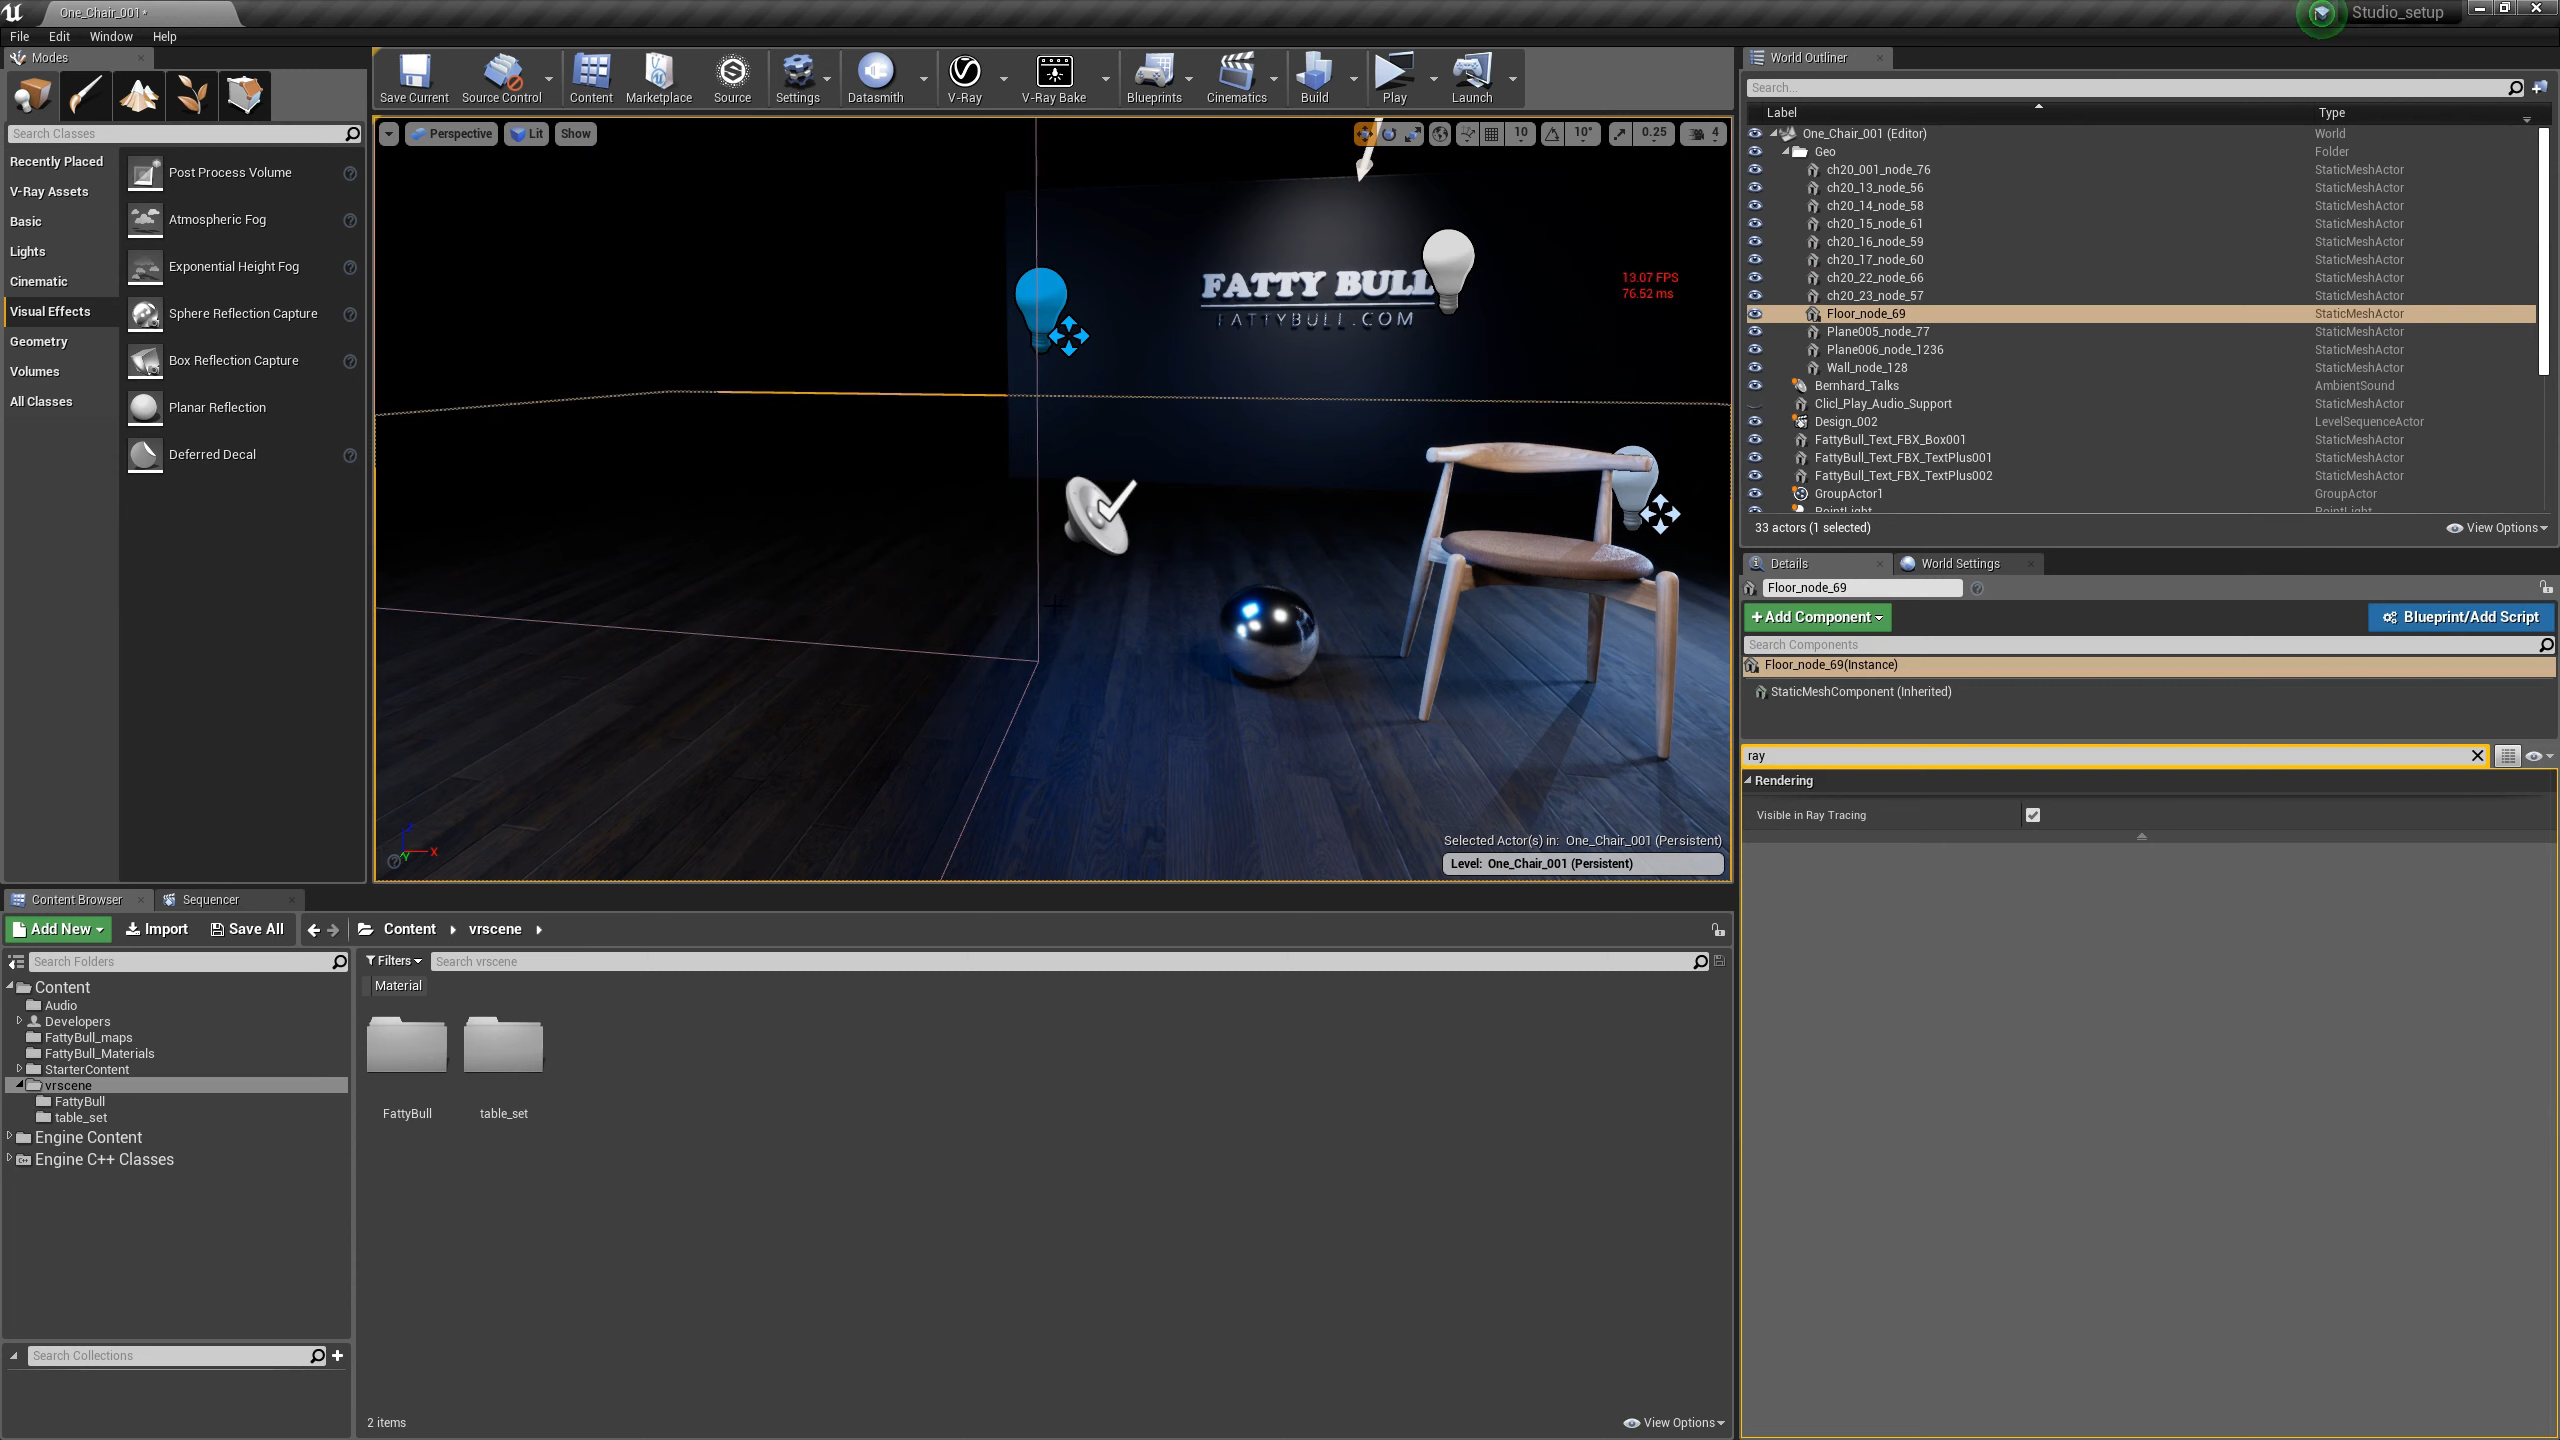 One_Chair_001*
Studio_setup
File Edit Window Help
Modes
Search Classes
Recently Placed
V-Ray Assets
Basic
Lights
Cinematic
Visual Effects
Geometry
Volumes
All Classes
Post Process Volume
Atmospheric Fog
Exponential Height Fog
Sphere Reflection Capture
Box Reflection Capture
Planar Reflection
Deferred Decal
Save Current Source Control Content Marketplace Source Settings Datasmith V-Ray V-Ray Bake Blueprints Cinematics Build Play Launch
Perspective Lit Show
10 10° 0.25 4
13.07 FPS
76.52 ms
FATTY BULL
FATTYBULL.COM
X
Selected Actor(s) in: One_Chair_001 (Persistent)
Level: One_Chair_001 (Persistent)
World Outliner
Search...
Label Type
One_Chair_001 (Editor) World
Geo Folder
ch20_001_node_76 StaticMeshActor
ch20_13_node_56 StaticMeshActor
ch20_14_node_58 StaticMeshActor
ch20_15_node_61 StaticMeshActor
ch20_16_node_59 StaticMeshActor
ch20_17_node_60 StaticMeshActor
ch20_22_node_66 StaticMeshActor
ch20_23_node_57 StaticMeshActor
Floor_node_69 StaticMeshActor
Plane005_node_77 StaticMeshActor
Plane006_node_1236 StaticMeshActor
Wall_node_128 StaticMeshActor
Bernhard_Talks AmbientSound
Clicl_Play_Audio_Support StaticMeshActor
Design_002 LevelSequenceActor
FattyBull_Text_FBX_Box001 StaticMeshActor
FattyBull_Text_FBX_TextPlus001 StaticMeshActor
FattyBull_Text_FBX_TextPlus002 StaticMeshActor
GroupActor1 GroupActor
PointLight PointLight
33 actors (1 selected) View Options
Details World Settings
Floor_node_69
+Add Component Blueprint/Add Script
Search Components
Floor_node_69(Instance)
StaticMeshComponent (Inherited)
ray
Rendering
Visible in Ray Tracing
Content Browser Sequencer
Add New Import Save All Content vrscene
Search Folders
Filters Search vrscene
Material
Content
Audio
Developers
FattyBull_maps
FattyBull_Materials
StarterContent
vrscene
FattyBull
table_set
Engine Content
Engine C++ Classes
FattyBull table_set
Search Collections
2 items View Options